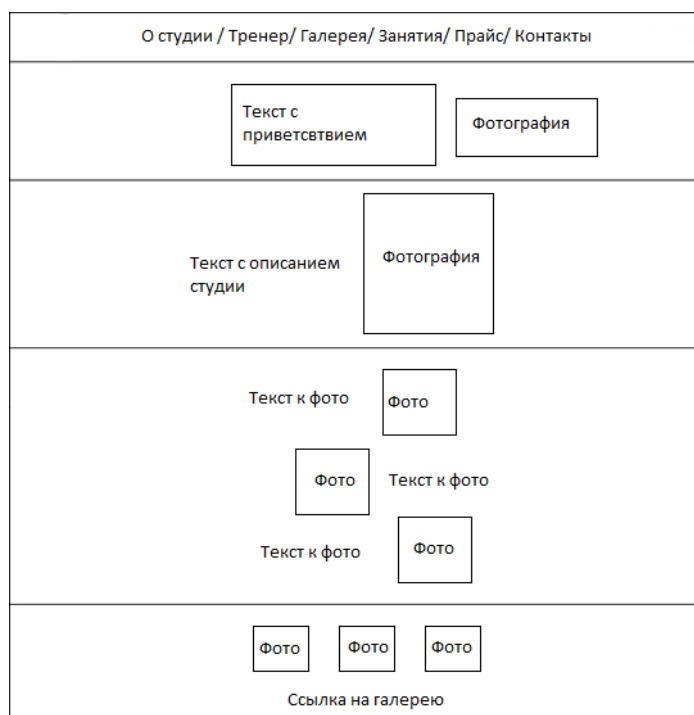 О студии / Тренер/ Галерея/ Занятия/ Прайс/ Контакты
Текст с
приветсвтвием
Фотография
Текст с описанием
студии
Фотография
Текст к фото
Фото
Фото
Текст к фото
Текст к фото
Фото
Фото
Фото
Фото
Ссылка на галерею